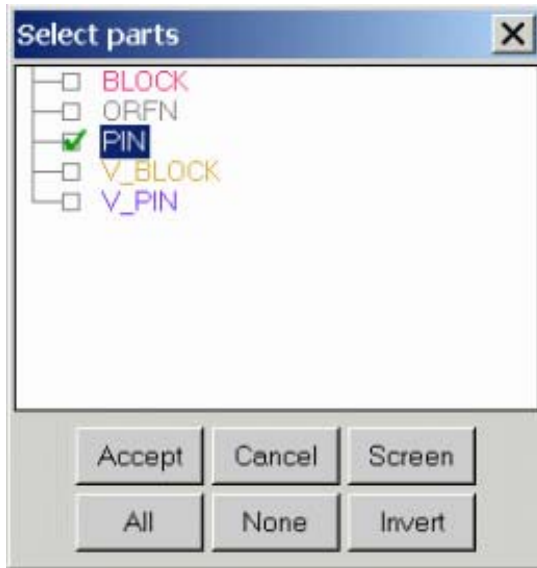 Select parts
BLOCK
ORFN
PIN
V_BLOCK
V_PIN
Accept Cancel Screen
All None Invert